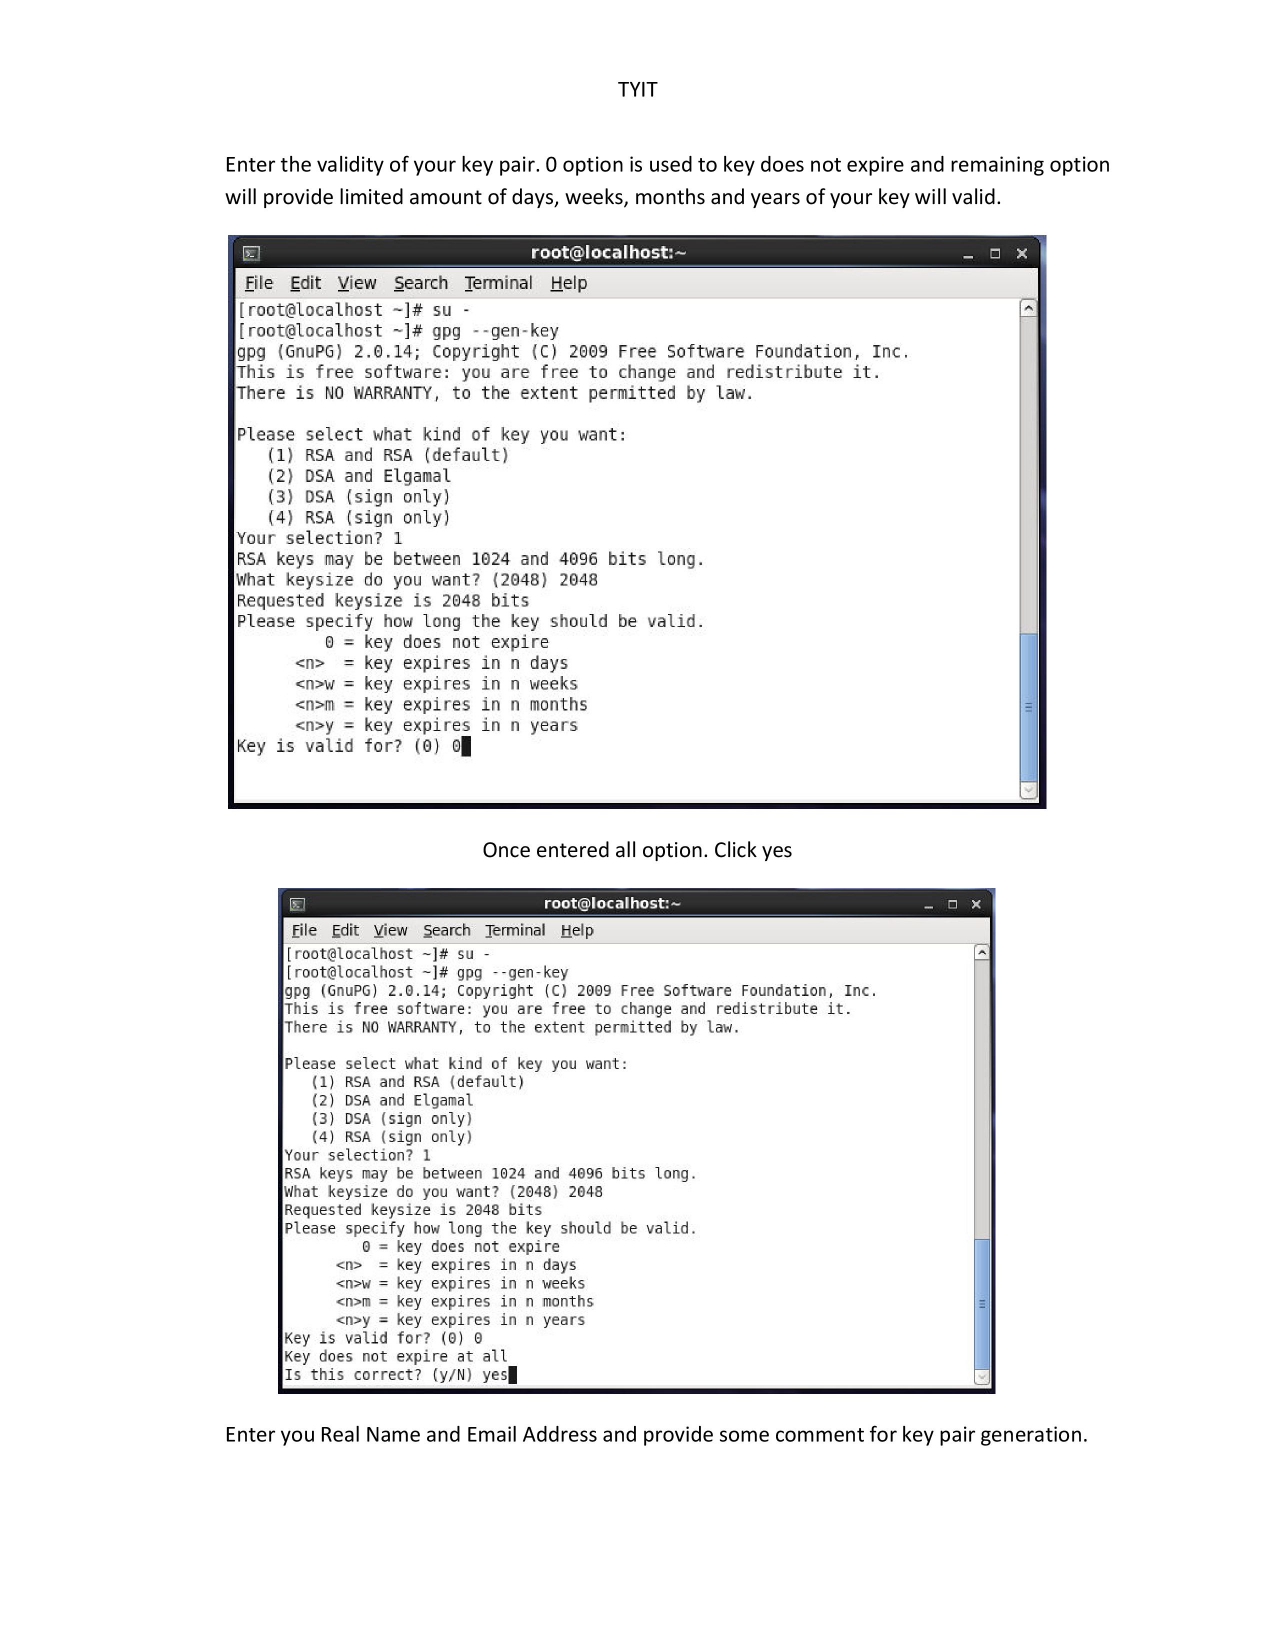 TYIT
Enter the validity of your key pair. 0 option is used to key does not expire and remaining option
will provide limited amount of days, weeks, months and years of your key will valid.
root@localhost:~
File Edit View Search Terminal Help
[root@localhost ~]# su -
[root@localhost ~]# gpg --gen-key
gpg (GnuPG) 2.0.14; Copyright (C) 2009 Free Software Foundation, Inc.
This is free software: you are free to change and redistribute it.
There is NO WARRANTY, to the extent permitted by law.
Please select what kind of key you want:
(1) RSA and RSA (default)
(2) DSA and Elgamal
(3) DSA (sign only)
(4) RSA (sign only)
Your selection? 1
RSA keys may be between 1024 and 4096 bits long.
What keysize do you want? (2048) 2048
Requested keysize is 2048 bits
Please specify how long the key should be valid.
0 = key does not expire
<n>  = key expires in n days
<n>w = key expires in n weeks
<n>m = key expires in n months
<n>y = key expires in n years
Key is valid for? (0) 0
Once entered all option. Click yes
root@localhost:~
File Edit View Search Terminal Help
[root@localhost ~]# su -
[root@localhost ~]# gpg --gen-key
gpg (GnuPG) 2.0.14; Copyright (C) 2009 Free Software Foundation, Inc.
This is free software: you are free to change and redistribute it.
There is NO WARRANTY, to the extent permitted by law.
Please select what kind of key you want:
(1) RSA and RSA (default)
(2) DSA and Elgamal
(3) DSA (sign only)
(4) RSA (sign only)
Your selection? 1
RSA keys may be between 1024 and 4096 bits long.
What keysize do you want? (2048) 2048
Requested keysize is 2048 bits
Please specify how long the key should be valid.
0 = key does not expire
<n>  = key expires in n days
<n>w = key expires in n weeks
<n>m = key expires in n months
<n>y = key expires in n years
Key is valid for? (0) 0
Key does not expire at all
Is this correct? (y/N) yes
Enter you Real Name and Email Address and provide some comment for key pair generation.